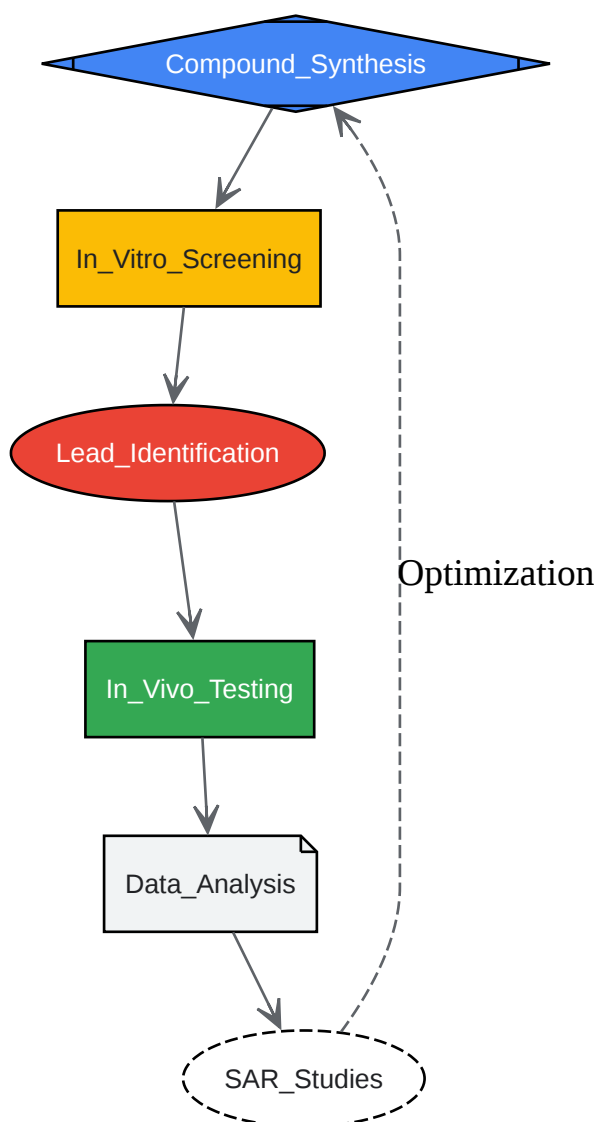 Compound_Synthesis
In_Vitro_Screening
Lead_Identification
Optimization
In_Vivo_Testing
Data_Analysis
SAR_Studies